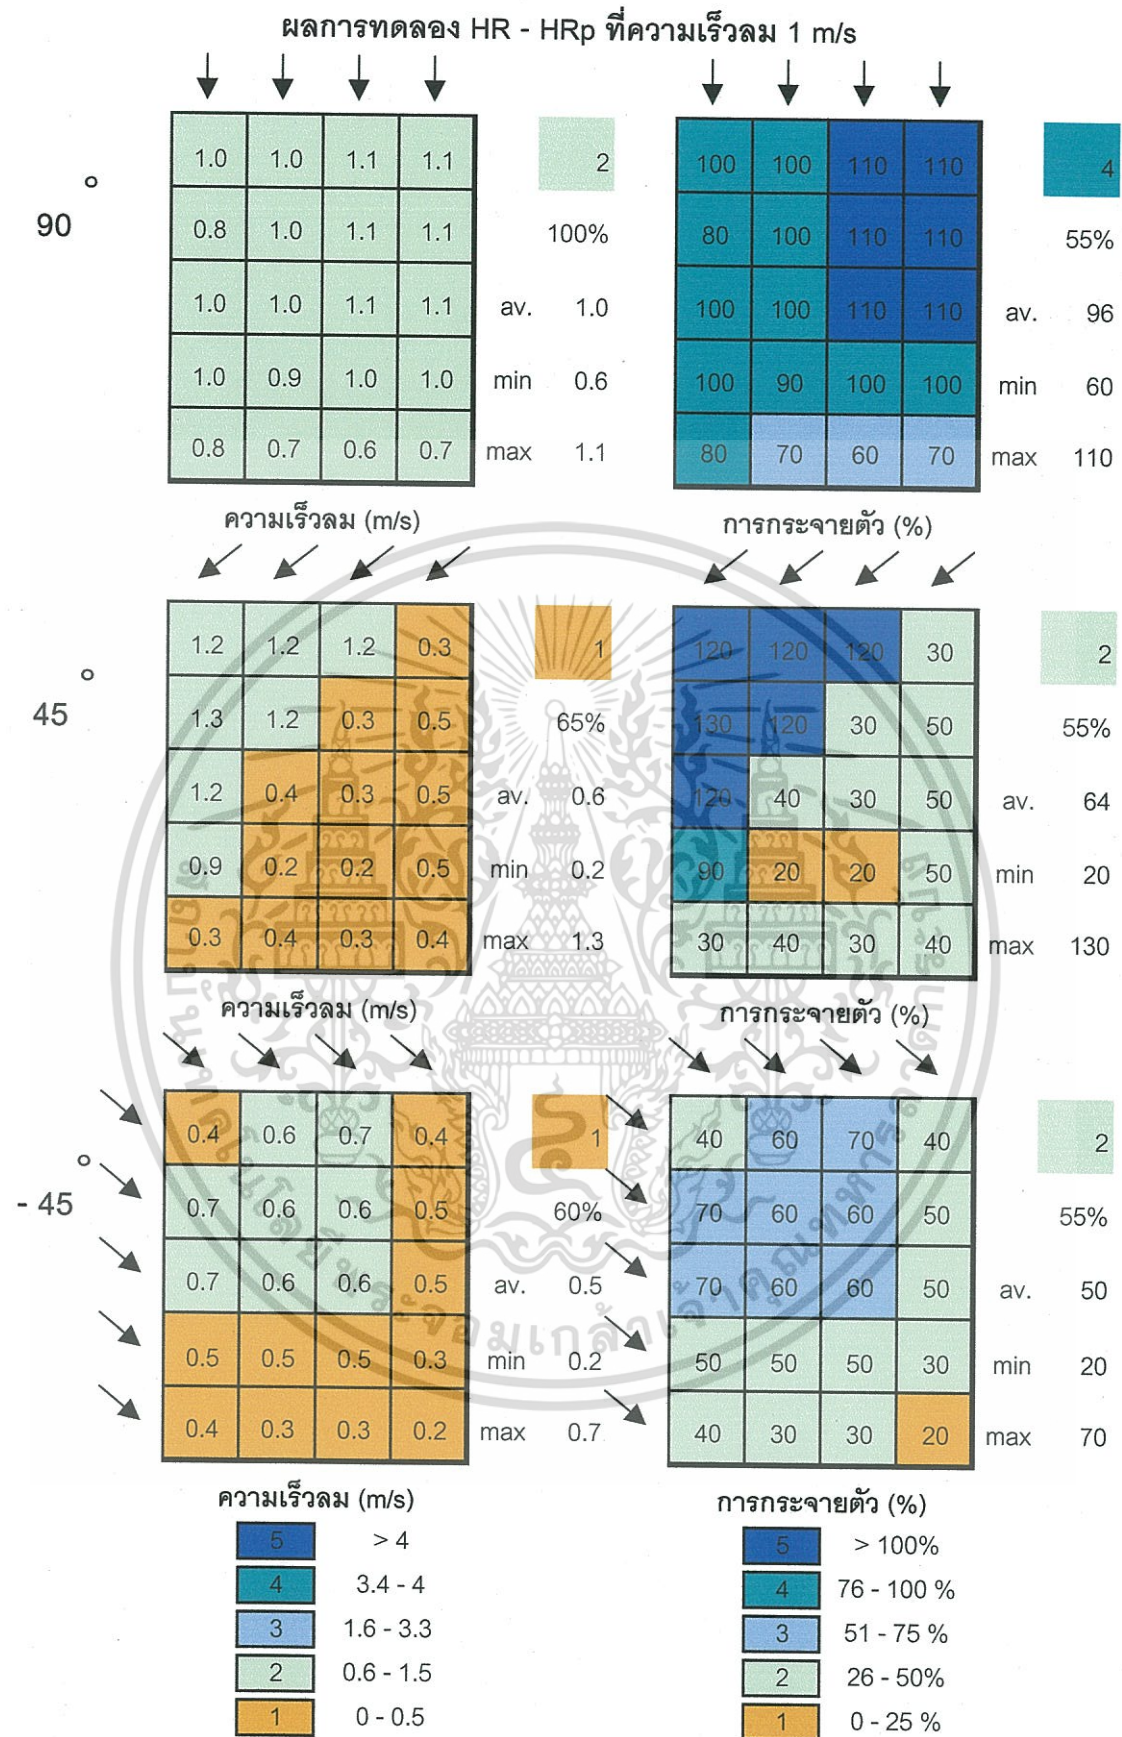 ผลการทดลอง HR - HRp ที่ความเร็วลม 1 m/s
90 °
1.0 1.0 1.1 1.1 2 100 100 110 110 4
0.8 1.0 1.1 1.1 100% 80 100 110 110 55%
1.0 1.0 1.1 1.1 av. 1.0 100 100 110 110 av. 96
1.0 0.9 1.0 1.0 min 0.6 100 90 100 100 min 60
0.8 0.7 0.6 0.7 max 1.1 80 70 60 70 max 110
ความเร็วลม (m/s) การกระจายตัว (%)
45 °
1.2 1.2 1.2 0.3 1 120 120 120 30 2
1.3 1.2 0.3 0.5 65% 130 120 30 50 55%
1.2 0.4 0.3 0.5 av. 0.6 120 40 30 50 av. 64
0.9 0.2 0.2 0.5 min 0.2 90 20 20 50 min 20
0.3 0.4 0.3 0.4 max 1.3 30 40 30 40 max 130
ความเร็วลม (m/s) การกระจายตัว (%)
- 45 °
0.4 0.6 0.7 0.4 1 40 60 70 40 2
0.7 0.6 0.6 0.5 60% 70 60 60 50 55%
0.7 0.6 0.6 0.5 av. 0.5 70 60 60 50 av. 50
0.5 0.5 0.5 0.3 min 0.2 50 50 50 30 min 20
0.4 0.3 0.3 0.2 max 0.7 40 30 30 20 max 70
ความเร็วลม (m/s) การกระจายตัว (%)
5 > 4 5 > 100%
4 3.4 - 4 4 76 - 100 %
3 1.6 - 3.3 3 51 - 75 %
2 0.6 - 1.5 2 26 - 50%
1 0 - 0.5 1 0 - 25 %